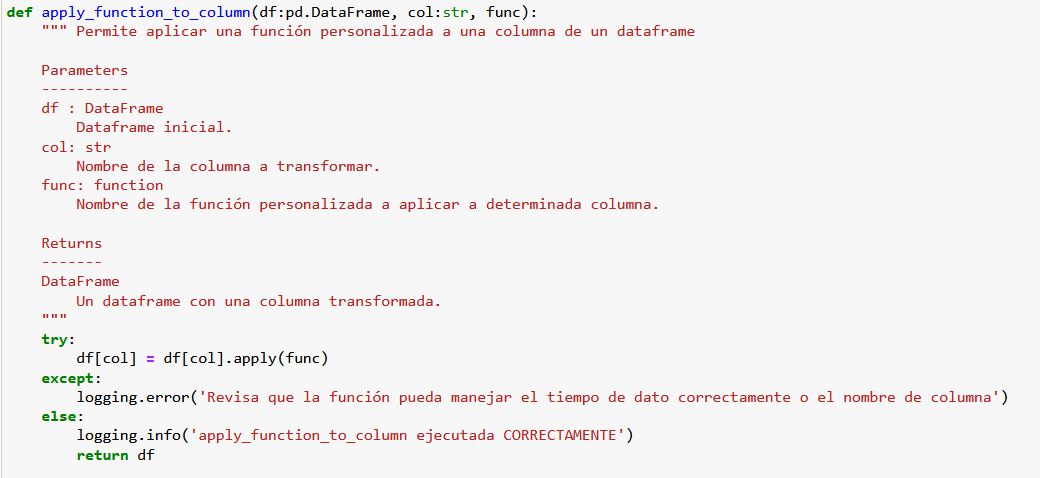 def apply_function_to_column(df:pd.DataFrame, col:str, func):
    """ Permite aplicar una función personalizada a una columna de un dataframe

    Parameters
    ----------
    df : DataFrame
        Dataframe inicial.
    col: str
        Nombre de la columna a transformar.
    func: function
        Nombre de la función personalizada a aplicar a determinada columna.

    Returns
    -------
    DataFrame
        Un dataframe con una columna transformada.
    """
    try:
        df[col] = df[col].apply(func)
    except:
        logging.error('Revisa que la función pueda manejar el tiempo de dato correctamente o el nombre de columna')
    else:
        logging.info('apply_function_to_column ejecutada CORRECTAMENTE')
        return df